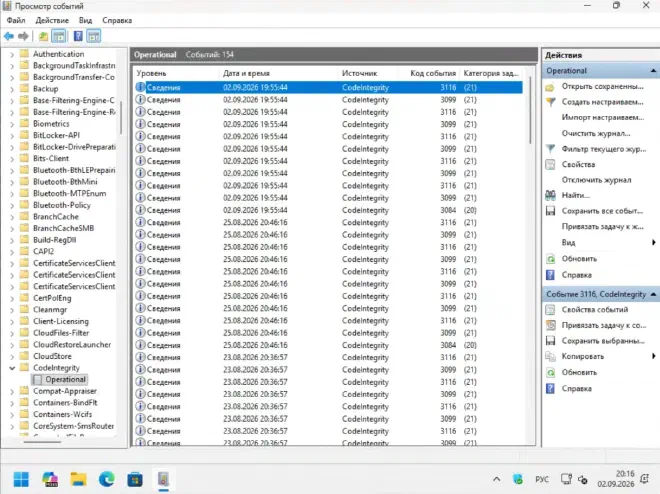 Просмотр событий
Файл Действие Вид Справка
Authentication
BackgroundTaskInfrastr
BackgroundTransfer-Co
Backup
Base-Filtering-Engine-C
Base-Filtering-Engine-Re
Biometrics
BitLocker-API
BitLocker-DrivePreparatio
Bits-Client
Bluetooth-BthLEPrepairi
Bluetooth-BthMini
Bluetooth-MTPEnum
Bluetooth-Policy
BranchCache
BranchCacheSMB
Build-RegDll
CAPI2
CertificateServicesClient
CertificateServicesClient
CertificateServicesClient
CertPolEng
Cleanmgr
Client-Licensing
CloudFiles-Filter
CloudRestoreLauncher
CloudStore
CodeIntegrity
Operational
Compat-Appraiser
Containers-BindFlt
Containers-Wcifs
CoreSystem-SmsRouter
Operational Событий: 154
Уровень Дата и время Источник Код события Категория зад...
Сведения 02.09.2026 19:55:44 CodeIntegrity 3116 (21)
Сведения 02.09.2026 19:55:44 CodeIntegrity 3099 (21)
Сведения 02.09.2026 19:55:44 CodeIntegrity 3116 (21)
Сведения 02.09.2026 19:55:44 CodeIntegrity 3099 (21)
Сведения 02.09.2026 19:55:44 CodeIntegrity 3116 (21)
Сведения 02.09.2026 19:55:44 CodeIntegrity 3099 (21)
Сведения 02.09.2026 19:55:44 CodeIntegrity 3116 (21)
Сведения 02.09.2026 19:55:44 CodeIntegrity 3099 (21)
Сведения 02.09.2026 19:55:44 CodeIntegrity 3116 (21)
Сведения 02.09.2026 19:55:44 CodeIntegrity 3099 (21)
Сведения 02.09.2026 19:55:44 CodeIntegrity 3084 (20)
Сведения 25.08.2026 20:46:16 CodeIntegrity 3116 (21)
Сведения 25.08.2026 20:46:16 CodeIntegrity 3099 (21)
Сведения 25.08.2026 20:46:16 CodeIntegrity 3116 (21)
Сведения 25.08.2026 20:46:16 CodeIntegrity 3099 (21)
Сведения 25.08.2026 20:46:16 CodeIntegrity 3116 (21)
Сведения 25.08.2026 20:46:16 CodeIntegrity 3099 (21)
Сведения 25.08.2026 20:46:16 CodeIntegrity 3116 (21)
Сведения 25.08.2026 20:46:16 CodeIntegrity 3099 (21)
Сведения 25.08.2026 20:46:16 CodeIntegrity 3116 (21)
Сведения 25.08.2026 20:46:16 CodeIntegrity 3099 (21)
Сведения 25.08.2026 20:46:16 CodeIntegrity 3084 (20)
Сведения 23.08.2026 20:36:57 CodeIntegrity 3116 (21)
Сведения 23.08.2026 20:36:57 CodeIntegrity 3099 (21)
Сведения 23.08.2026 20:36:57 CodeIntegrity 3116 (21)
Сведения 23.08.2026 20:36:57 CodeIntegrity 3099 (21)
Сведения 23.08.2026 20:36:57 CodeIntegrity 3116 (21)
Сведения 23.08.2026 20:36:57 CodeIntegrity 3099 (21)
Сведения 23.08.2026 20:36:57 CodeIntegrity 3116 (21)
Сведения 23.08.2026 20:36:57 CodeIntegrity 3099 (21)
Действия
Operational
Открыть сохраненны...
Создать настраиваем...
Импорт настраиваем...
Очистить журнал...
Фильтр текущего жур...
Свойства
Отключить журнал
Найти...
Сохранить все событ...
Привязать задачу к ж...
Вид
Обновить
Справка
Событие 3116, CodeIntegrity
Свойства событий
Привязать задачу к со...
Сохранить выбранны...
Копировать
Обновить
Справка
РУС
20:16
02.09.2026